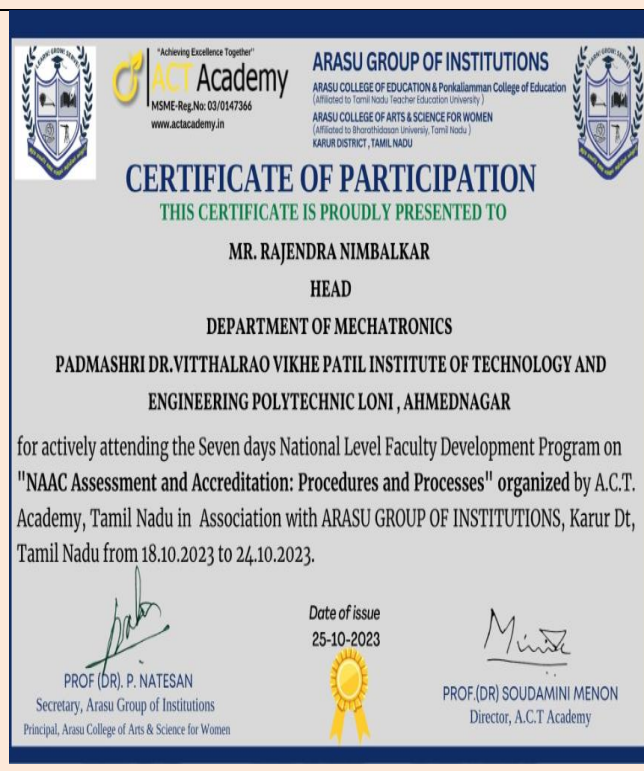 LEARN! GROW! SERVE!
"Achieving Excellence Together"
ACT Academy
MSME-Reg.No: 03/0147366
www.actacademy.in
ARASU GROUP OF INSTITUTIONS
ARASU COLLEGE OF EDUCATION & Ponkaliamman College of Education
(Affiliated to Tamil Nadu Teacher Education University )
ARASU COLLEGE OF ARTS & SCIENCE FOR WOMEN
(Affiliated to Bharathidasan Universiy, Tamil Nadu )
KARUR DISTRICT , TAMIL NADU
LEARN! GROW! SERVE!
CERTIFICATE OF PARTICIPATION
THIS CERTIFICATE IS PROUDLY PRESENTED TO
MR. RAJENDRA NIMBALKAR
HEAD
DEPARTMENT OF MECHATRONICS
PADMASHRI DR.VITTHALRAO VIKHE PATIL INSTITUTE OF TECHNOLOGY AND
ENGINEERING POLYTECHNIC LONI , AHMEDNAGAR
for actively attending the Seven days National Level Faculty Development Program on
"NAAC Assessment and Accreditation: Procedures and Processes" organized by A.C.T.
Academy, Tamil Nadu in Association with ARASU GROUP OF INSTITUTIONS, Karur Dt,
Tamil Nadu from 18.10.2023 to 24.10.2023.
PROF (DR). P. NATESAN
Secretary, Arasu Group of Institutions
Principal, Arasu College of Arts & Science for Women
Date of issue
25-10-2023
PROF.(DR) SOUDAMINI MENON
Director, A.C.T Academy